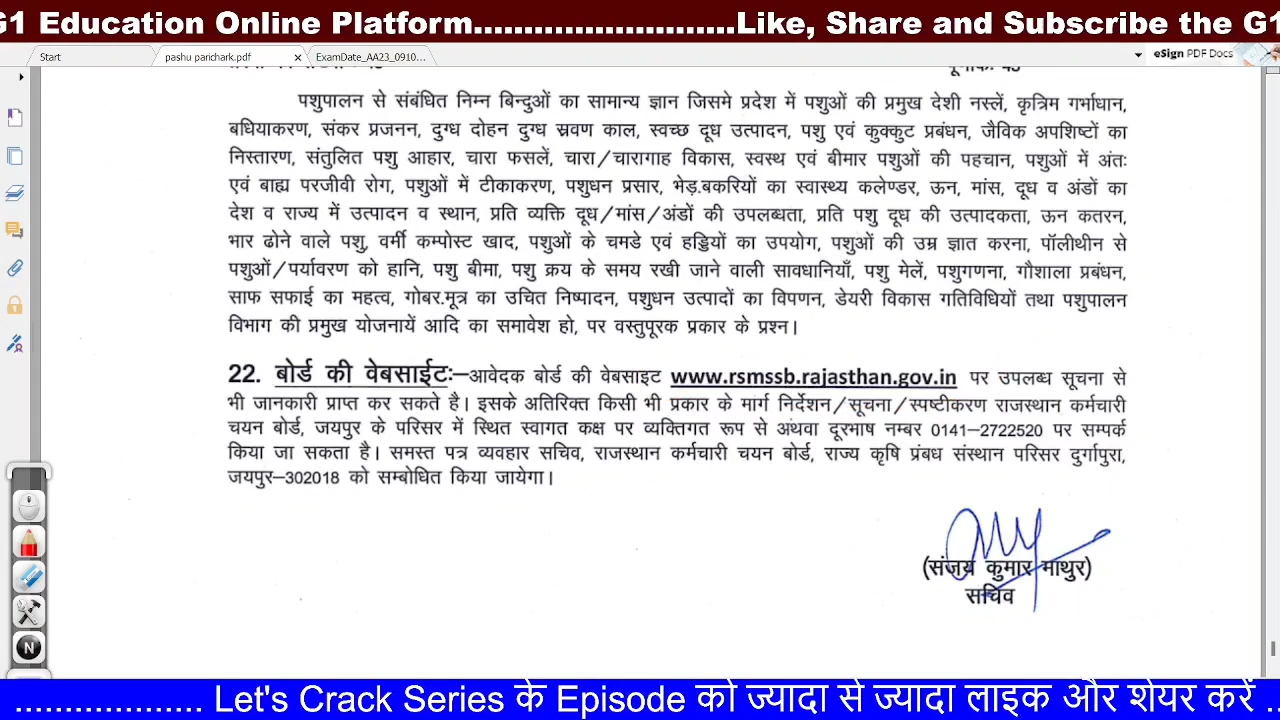 G1 Education Online Platform..........................Like, Share and Subscribe the G1
Start
pashu parichark.pdf
ExamDate_AA23_0910...
eSign PDF Docs
पशुपालन से संबंधित निम्न बिन्दुओं का सामान्य ज्ञान जिसमे प्रदेश में पशुओं की प्रमुख देशी नस्लें, कृत्रिम गर्भाधान,
बधियाकरण, संकर प्रजनन, दुग्ध दोहन दुग्ध स्रवण काल, स्वच्छ दूध उत्पादन, पशु एवं कुक्कुट प्रबंधन, जैविक अपशिष्टों का
निस्तारण, संतुलित पशु आहार, चारा फसलें, चारा/चारागाह विकास, स्वस्थ एवं बीमार पशुओं की पहचान, पशुओं में अंतः
एवं बाह्य परजीवी रोग, पशुओं में टीकाकरण, पशुधन प्रसार, भेड़.बकरियों का स्वास्थ्य कलेण्डर, ऊन, मांस, दूध व अंडों का
देश व राज्य में उत्पादन व स्थान, प्रति व्यक्ति दूध/मांस/अंडों की उपलब्धता, प्रति पशु दूध की उत्पादकता, ऊन कतरन,
भार ढोने वाले पशु, वर्मी कम्पोस्ट खाद, पशुओं के चमडे एवं हड्डियों का उपयोग, पशुओं की उम्र ज्ञात करना, पॉलीथीन से
पशुओं/पर्यावरण को हानि, पशु बीमा, पशु क्रय के समय रखी जाने वाली सावधानियाँ, पशु मेलें, पशुगणना, गौशाला प्रबंधन,
साफ सफाई का महत्व, गोबर.मूत्र का उचित निष्पादन, पशुधन उत्पादों का विपणन, डेयरी विकास गतिविधियों तथा पशुपालन
विभाग की प्रमुख योजनायें आदि का समावेश हो, पर वस्तुपूरक प्रकार के प्रश्न।
22. बोर्ड की वेबसाईटः–आवेदक बोर्ड की वेबसाइट www.rsmssb.rajasthan.gov.in पर उपलब्ध सूचना से
भी जानकारी प्राप्त कर सकते है। इसके अतिरिक्त किसी भी प्रकार के मार्ग निर्देशन/सूचना/स्पष्टीकरण राजस्थान कर्मचारी
चयन बोर्ड, जयपुर के परिसर में स्थित स्वागत कक्ष पर व्यक्तिगत रूप से अथवा दूरभाष नम्बर 0141–2722520 पर सम्पर्क
किया जा सकता है। समस्त पत्र व्यवहार सचिव, राजस्थान कर्मचारी चयन बोर्ड, राज्य कृषि प्रंबध संस्थान परिसर दुर्गापुरा,
जयपुर–302018 को सम्बोधित किया जायेगा।
(संजय कुमार माथुर)
सचिव
N
................... Let's Crack Series के Episode को ज्यादा से ज्यादा लाइक और शेयर करें ..